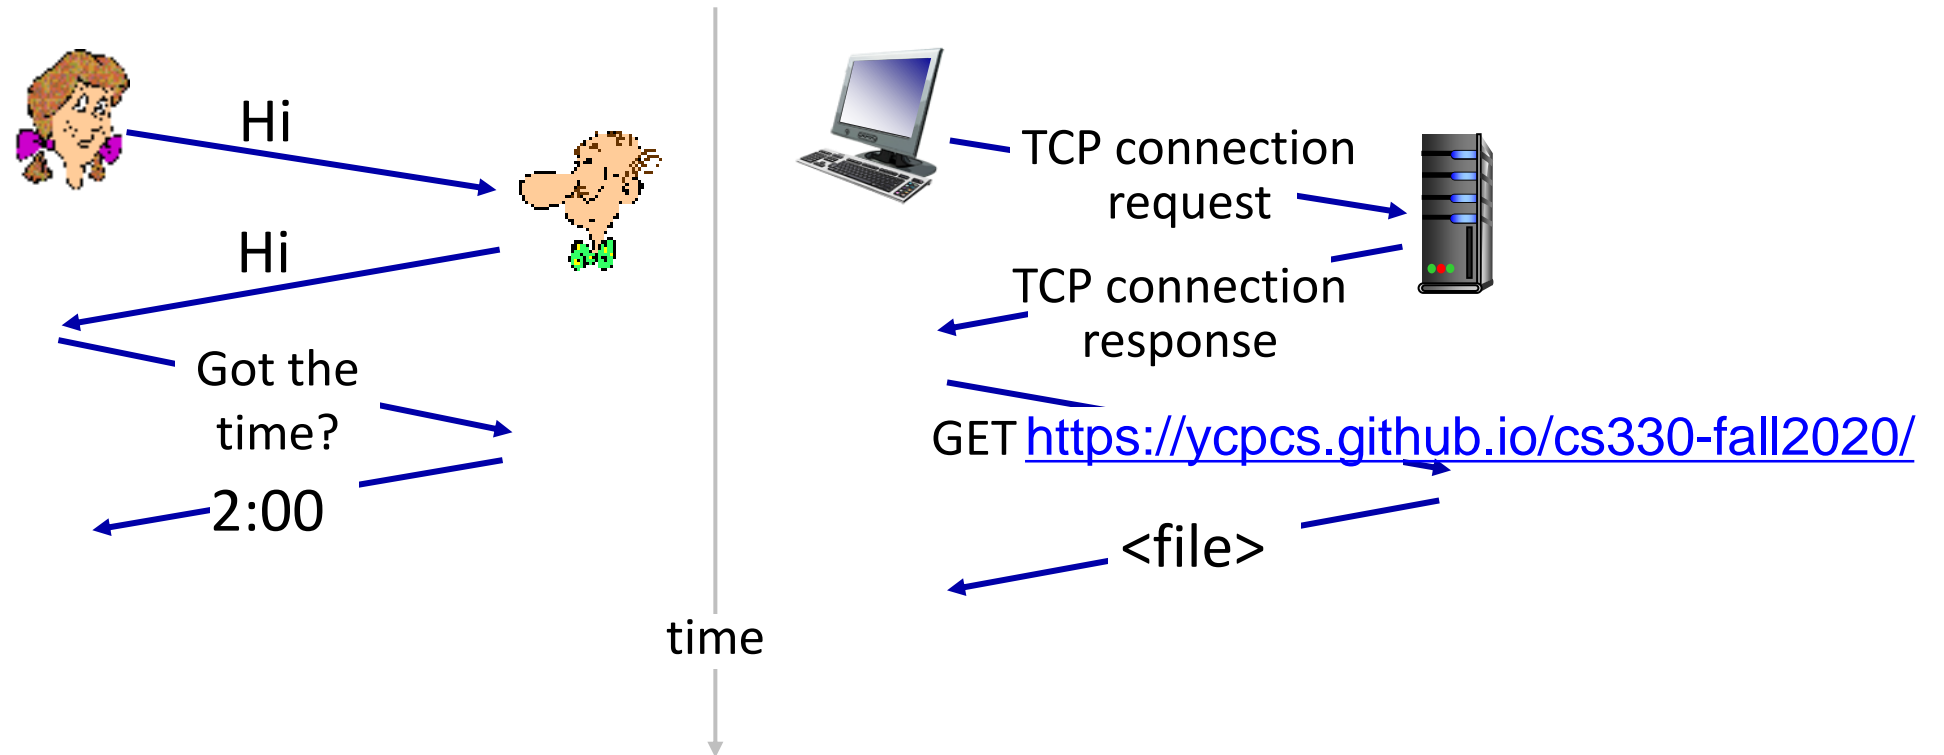 Hi
Hi
Got the
time?
2:00
TCP connection
request
TCP connection
response
GET https://ycpcs.github.io/cs330-fall2020/
<file>
time